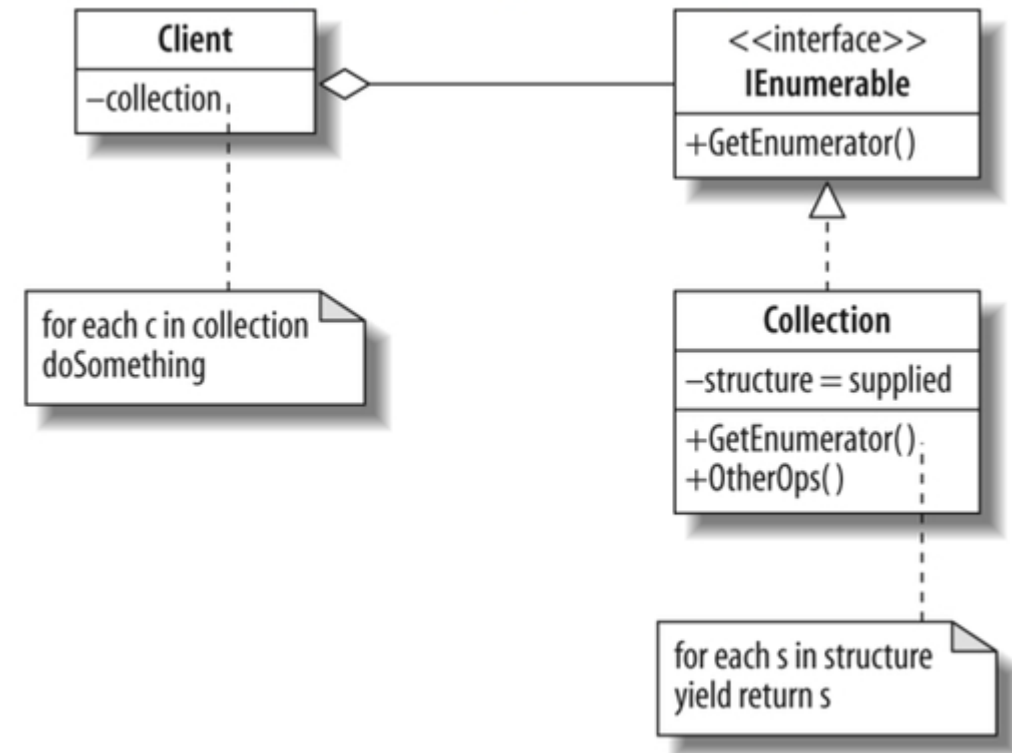 Client
–collection
<<interface>>
IEnumerable
+GetEnumerator()
for each c in collection
doSomething
Collection
–structure = supplied
+GetEnumerator()
+OtherOps()
for each s in structure
yield return s